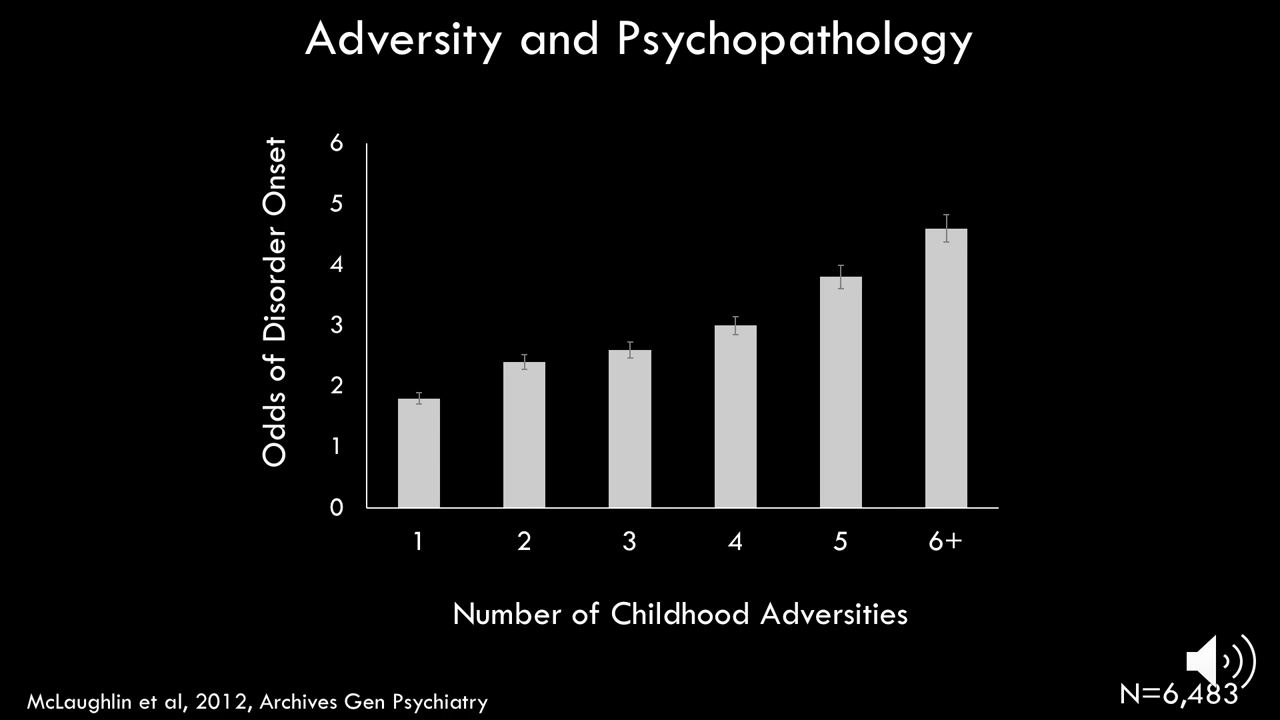 Adversity and Psychopathology
Odds of Disorder Onset
6
5
4
3
2
1
0
1 2 3 4 5 6+
Number of Childhood Adversities
McLaughlin et al, 2012, Archives Gen Psychiatry
N=6,483